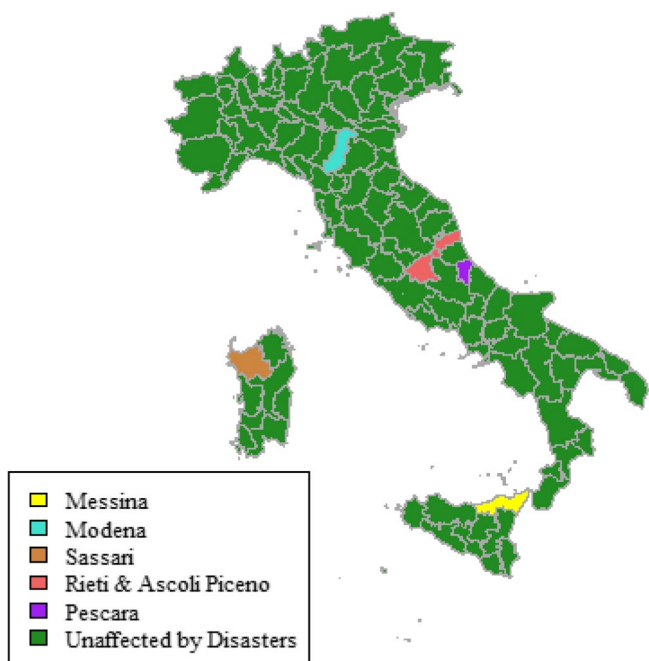 Messina
Modena
Sassari
Rieti & Ascoli Piceno
Pescara
Unaffected by Disasters